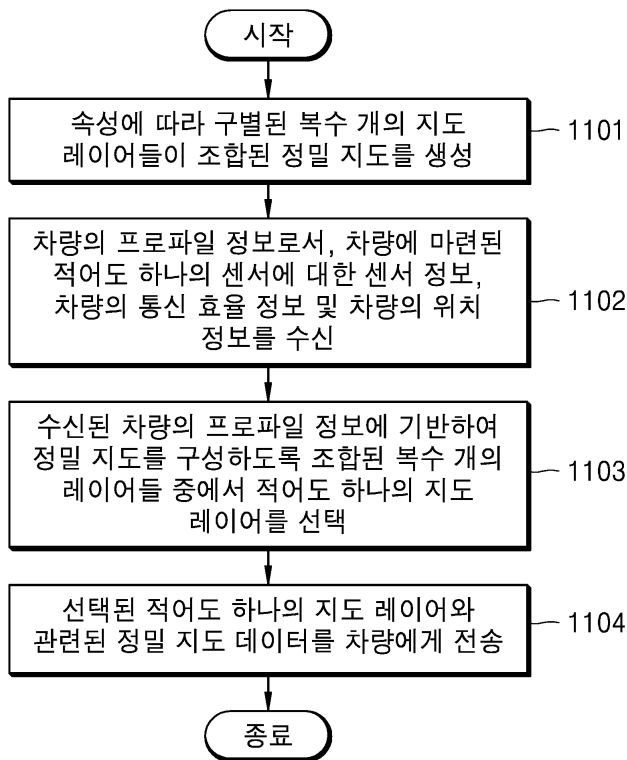 시작
속성에 따라 구별된 복수 개의 지도
레이어들이 조합된 정밀 지도를 생성
1101
차량의 프로파일 정보로서, 차량에 마련된
적어도 하나의 센서에 대한 센서 정보,
차량의 통신 효율 정보 및 차량의 위치
정보를 수신
1102
수신된 차량의 프로파일 정보에 기반하여
정밀 지도를 구성하도록 조합된 복수 개의
레이어들 중에서 적어도 하나의 지도
레이어를 선택
1103
선택된 적어도 하나의 지도 레이어와
관련된 정밀 지도 데이터를 차량에게 전송
1104
종료